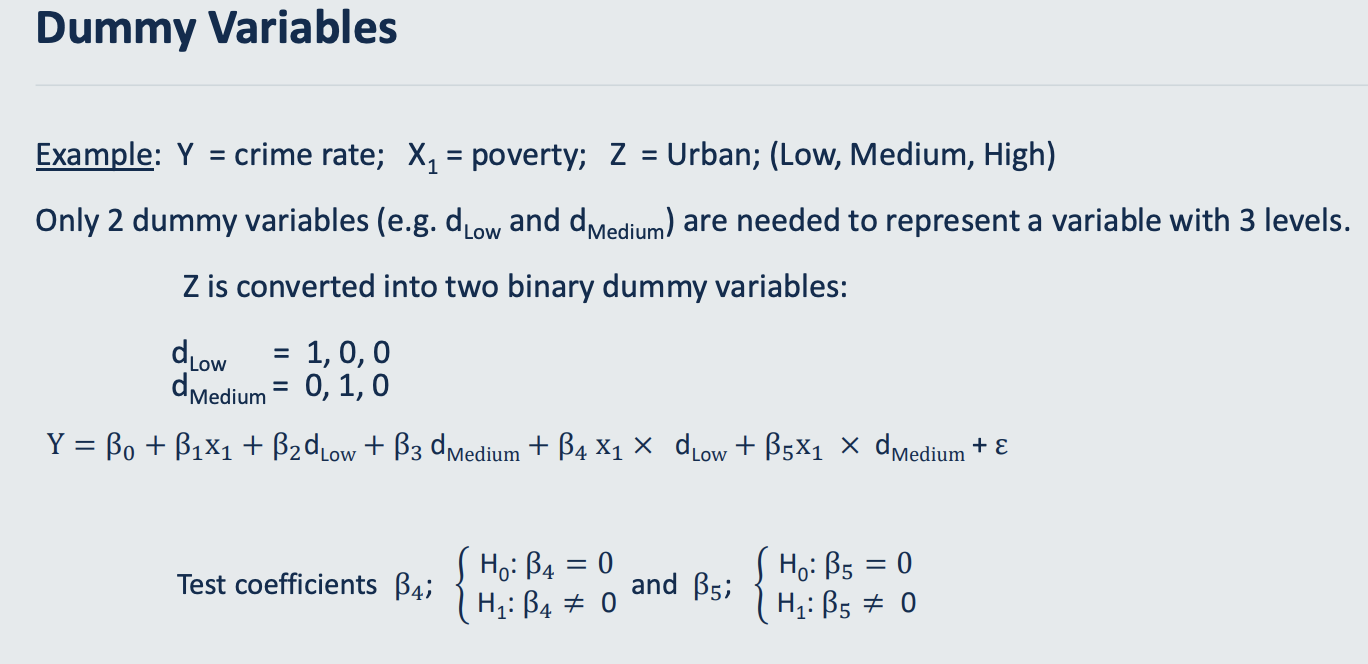 Dummy Variables
Example: Y = crime rate; X₁ = poverty; Z = Urban; (Low, Medium, High)
Only 2 dummy variables (e.g. d_Low and d_Medium) are needed to represent a variable with 3 levels.
Z is converted into two binary dummy variables:
d_Low = 1, 0, 0
d_Medium = 0, 1, 0
Y = β₀ + β₁x₁ + β₂d_Low + β₃ d_Medium + β₄ x₁ × d_Low + β₅x₁ × d_Medium + ε
Test coefficients β₄; { H₀: β₄ = 0 and β₅; { H₀: β₅ = 0
H₁: β₄ ≠ 0 H₁: β₅ ≠ 0